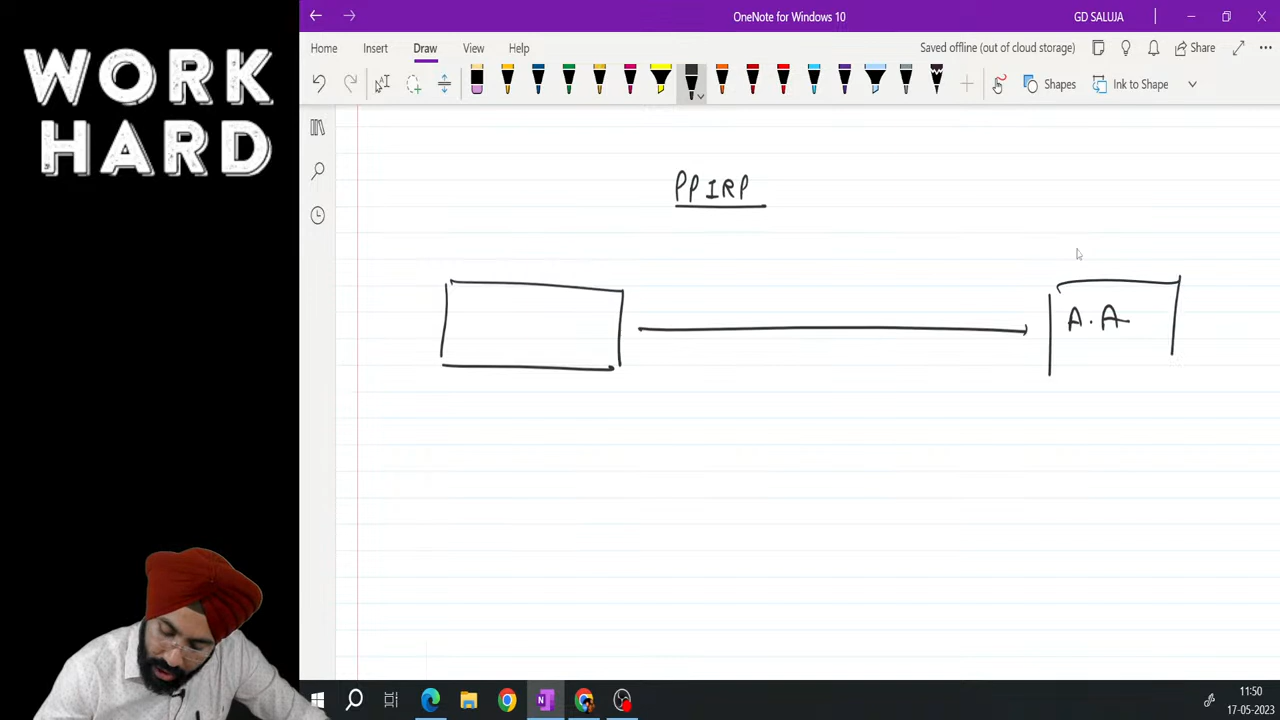 WORK
HARD
OneNote for Windows 10
GD SALUJA
Home
Insert
Draw
View
Help
Saved offline (out of cloud storage)
Share
Shapes
Ink to Shape
PPIRP
A.A
11:50
17-05-2023